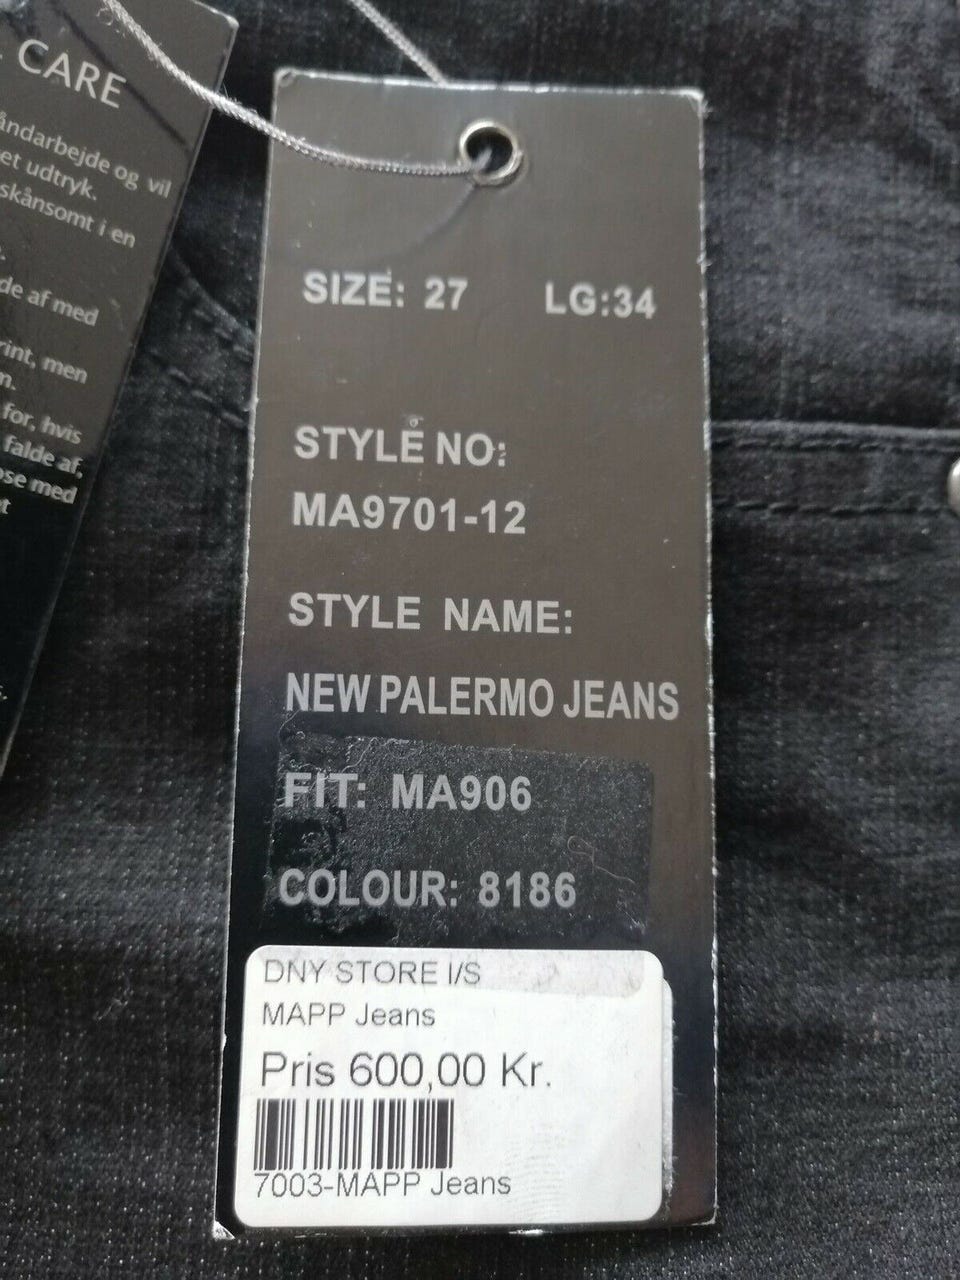 CARE
åndarbejde og vil
et udtryk.
skånsomt i en
de af med
rint, men
for, hvis
falde af,
ose med
SIZE: 27 LG:34
STYLE NO:
MA9701-12
STYLE NAME:
NEW PALERMO JEANS
FIT: MA906
COLOUR: 8186
DNY STORE I/S
MAPP Jeans
Pris 600,00 Kr.
7003-MAPP Jeans